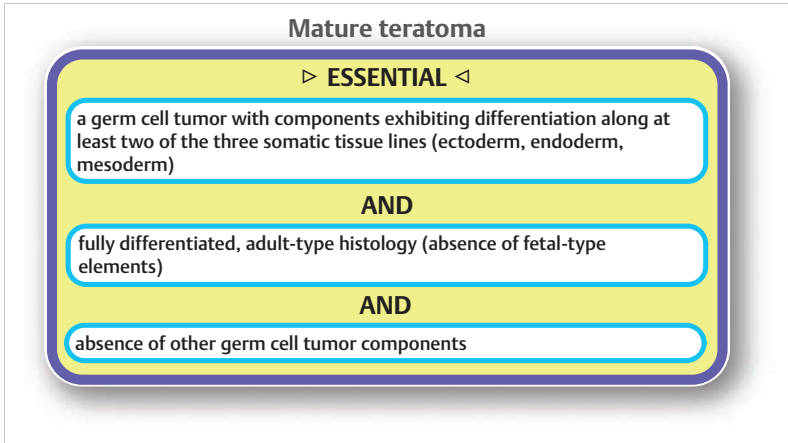 Mature teratoma
▷ ESSENTIAL ◁
a germ cell tumor with components exhibiting differentiation along at
least two of the three somatic tissue lines (ectoderm, endoderm,
mesoderm)
AND
fully differentiated, adult-type histology (absence of fetal-type
elements)
AND
absence of other germ cell tumor components